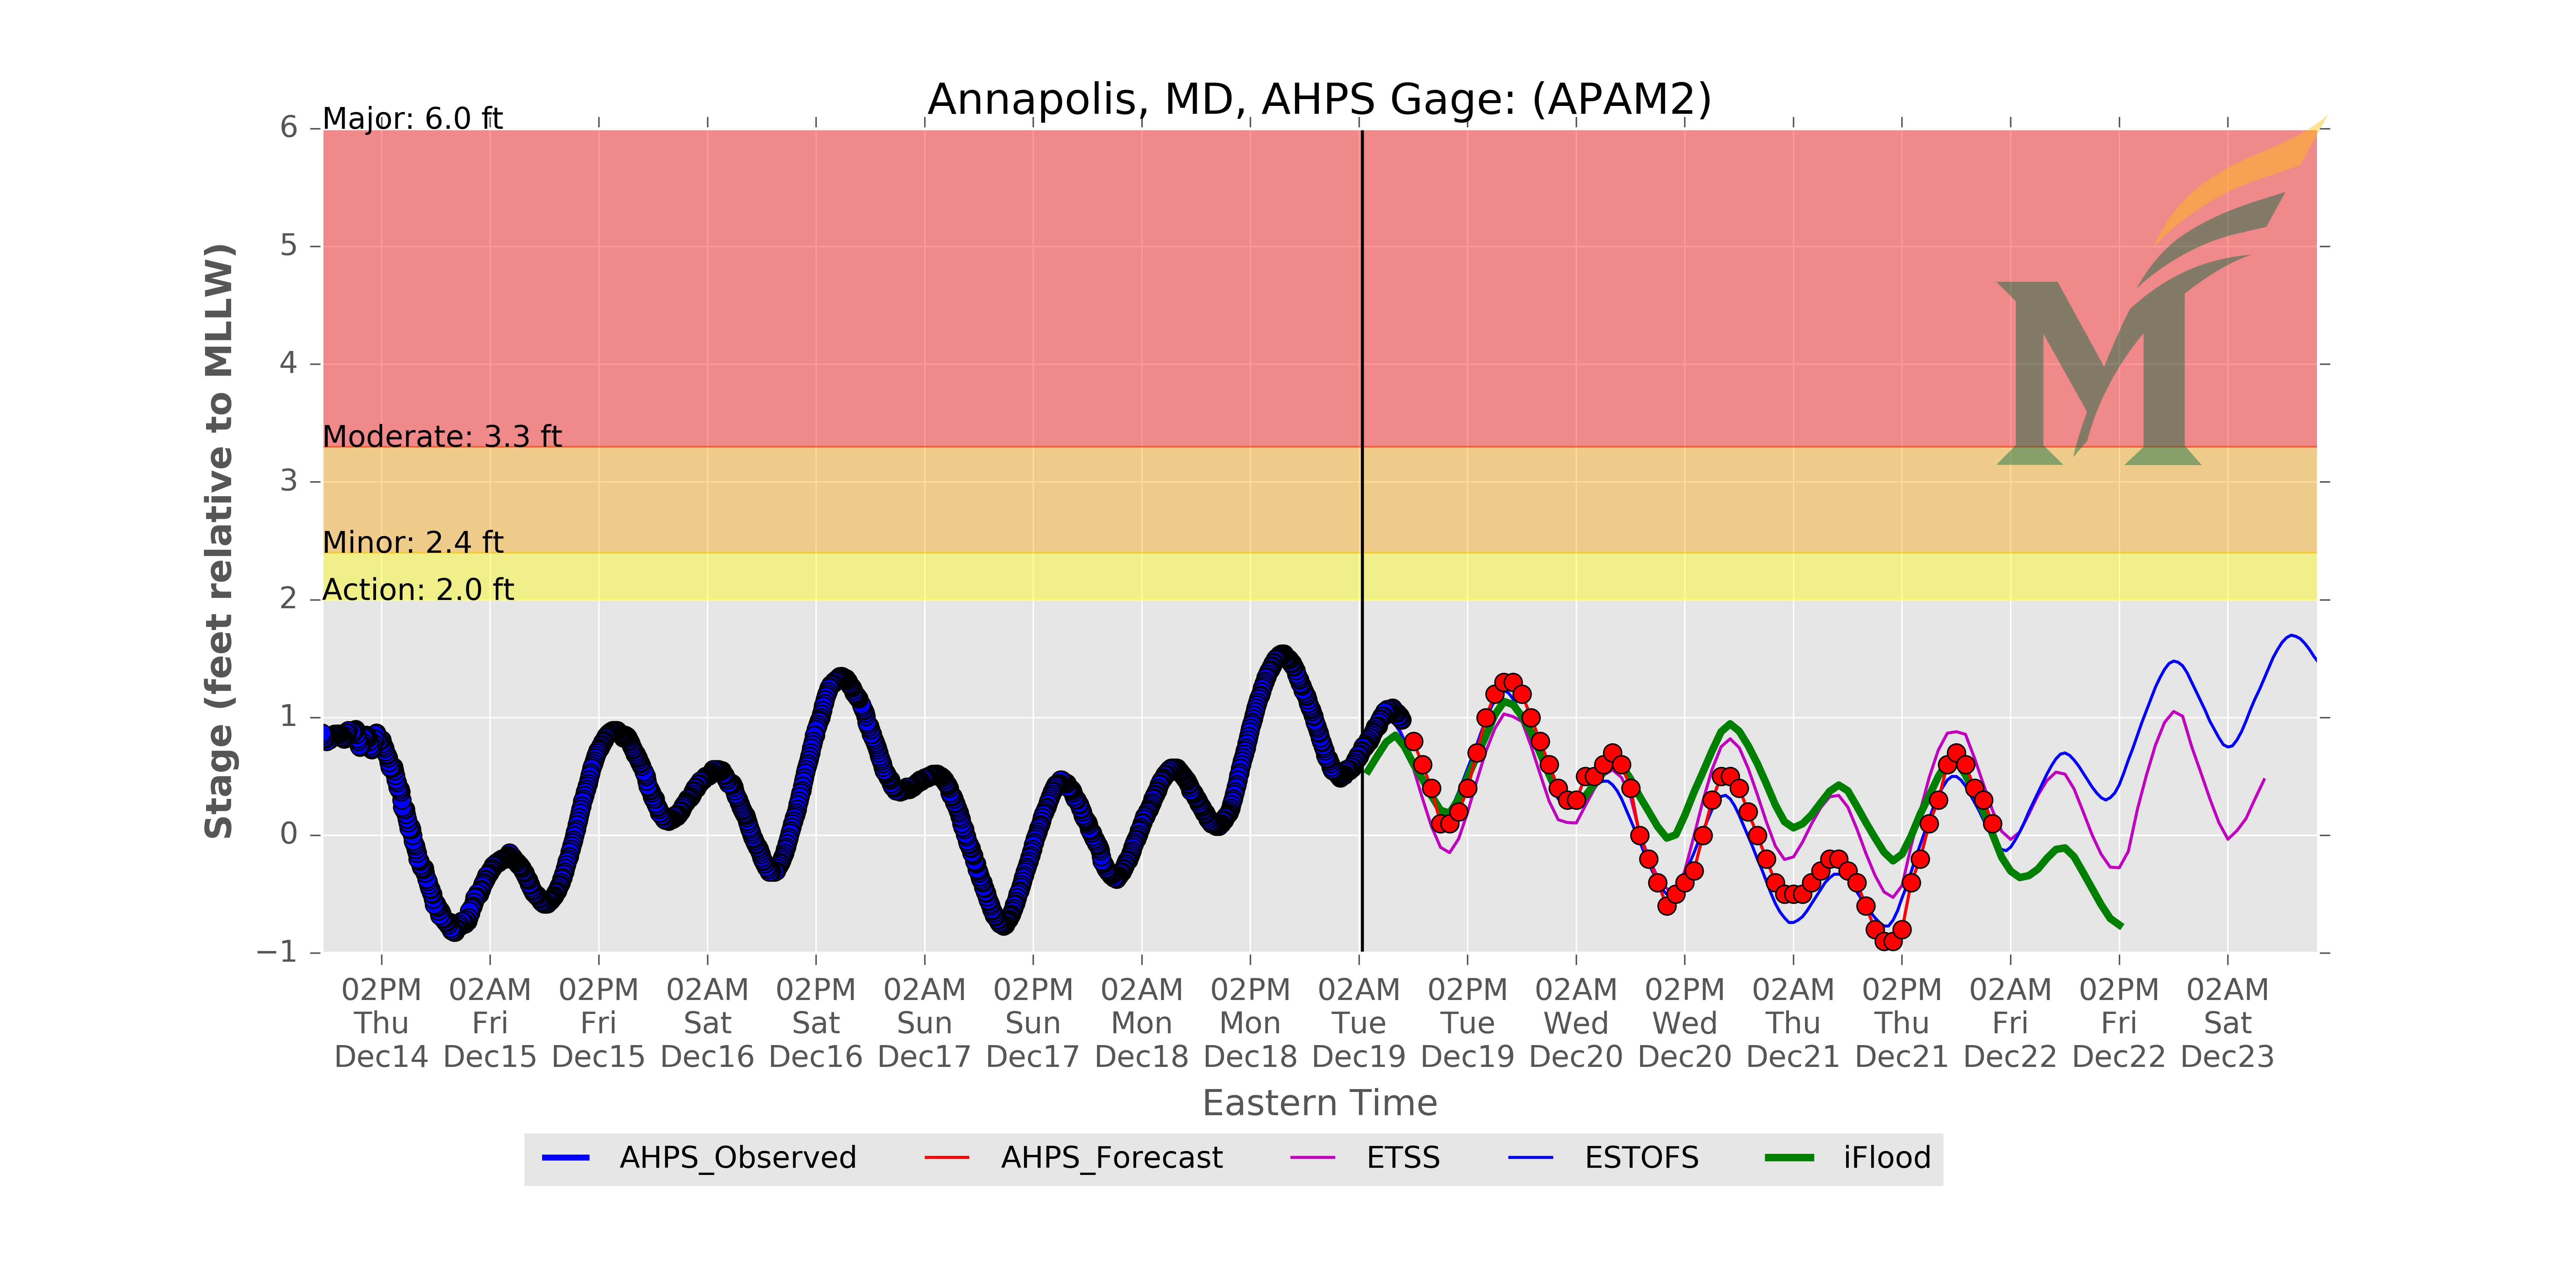 Annapolis, MD, AHPS Gage: (APAM2)
Major: 6.0 ft
Moderate: 3.3 ft
Minor: 2.4 ft
Action: 2.0 ft
6
5
4
3
2
1
0
−1
Stage (feet relative to MLLW)
02PM 02AM 02PM 02AM 02PM 02AM 02PM 02AM 02PM 02AM 02PM 02AM 02PM 02AM 02PM 02AM 02PM 02AM
Thu Fri Fri Sat Sat Sun Sun Mon Mon Tue Tue Wed Wed Thu Thu Fri Fri Sat
Dec14 Dec15 Dec15 Dec16 Dec16 Dec17 Dec17 Dec18 Dec18 Dec19 Dec19 Dec20 Dec20 Dec21 Dec21 Dec22 Dec22 Dec23
Eastern Time
AHPS_Observed AHPS_Forecast ETSS ESTOFS iFlood